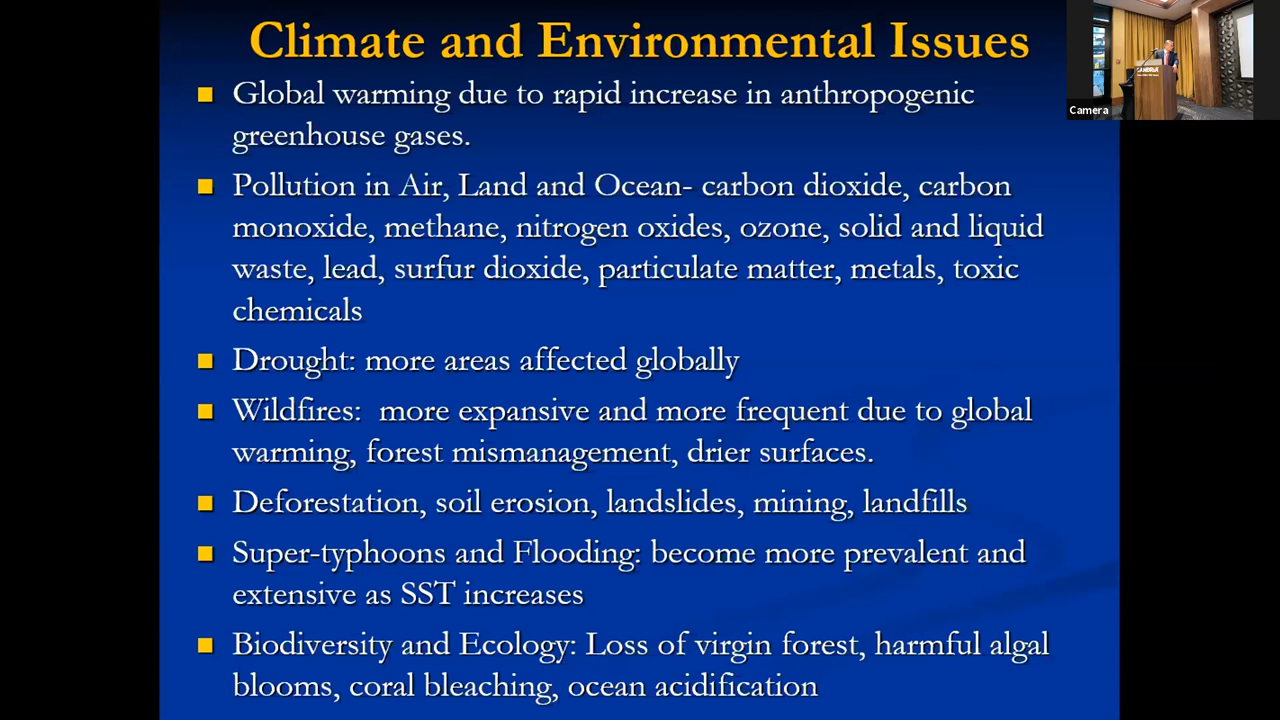 Climate and Environmental Issues
Global warming due to rapid increase in anthropogenic
greenhouse gases.
Pollution in Air, Land and Ocean- carbon dioxide, carbon
monoxide, methane, nitrogen oxides, ozone, solid and liquid
waste, lead, surfur dioxide, particulate matter, metals, toxic
chemicals
Drought: more areas affected globally
Wildfires:  more expansive and more frequent due to global
warming, forest mismanagement, drier surfaces.
Deforestation, soil erosion, landslides, mining, landfills
Super-typhoons and Flooding: become more prevalent and
extensive as SST increases
Biodiversity and Ecology: Loss of virgin forest, harmful algal
blooms, coral bleaching, ocean acidification
Camera